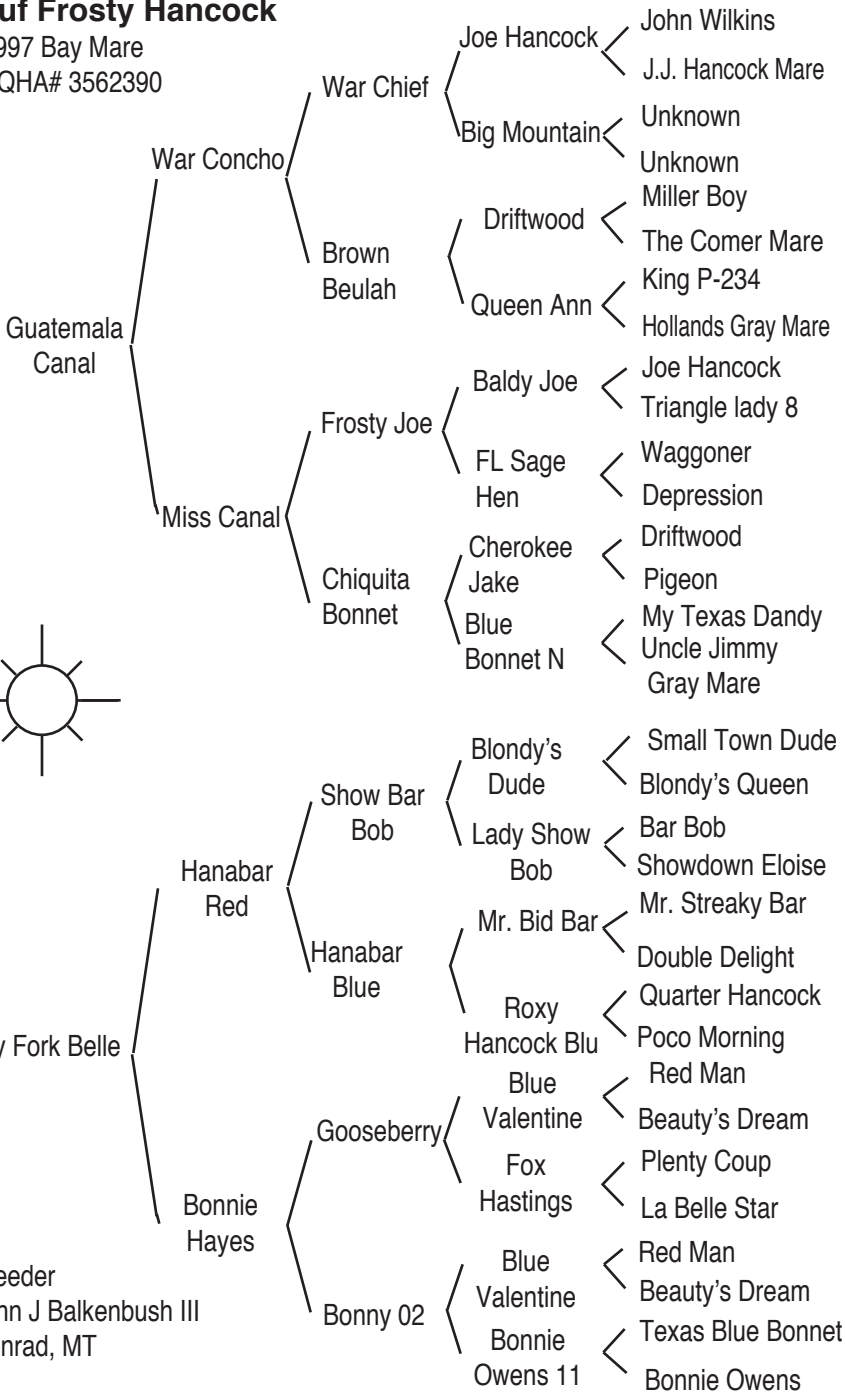 uf Frosty Hancock
997 Bay Mare
QHA# 3562390
Guatemala
Canal
y Fork Belle
War Concho
Miss Canal
Hanabar
Red
Bonnie
Hayes
War Chief
Brown
Beulah
Frosty Joe
Chiquita
Bonnet
Show Bar
Bob
Hanabar
Blue
Gooseberry
Bonny 02
Joe Hancock
Big Mountain
Driftwood
Queen Ann
Baldy Joe
FL Sage
Hen
Cherokee
Jake
Blue
Bonnet N
Blondy's
Dude
Lady Show
Bob
Mr. Bid Bar
Roxy
Hancock Blu
Blue
Valentine
Fox
Hastings
Blue
Valentine
Bonnie
Owens 11
John Wilkins
J.J. Hancock Mare
Unknown
Unknown
Miller Boy
The Comer Mare
King P-234
Hollands Gray Mare
Joe Hancock
Triangle lady 8
Waggoner
Depression
Driftwood
Pigeon
My Texas Dandy
Uncle Jimmy
Gray Mare
Small Town Dude
Blondy's Queen
Bar Bob
Showdown Eloise
Mr. Streaky Bar
Double Delight
Quarter Hancock
Poco Morning
Red Man
Beauty's Dream
Plenty Coup
La Belle Star
Red Man
Beauty's Dream
Texas Blue Bonnet
Bonnie Owens
eeder
nn J Balkenbush III
nrad, MT